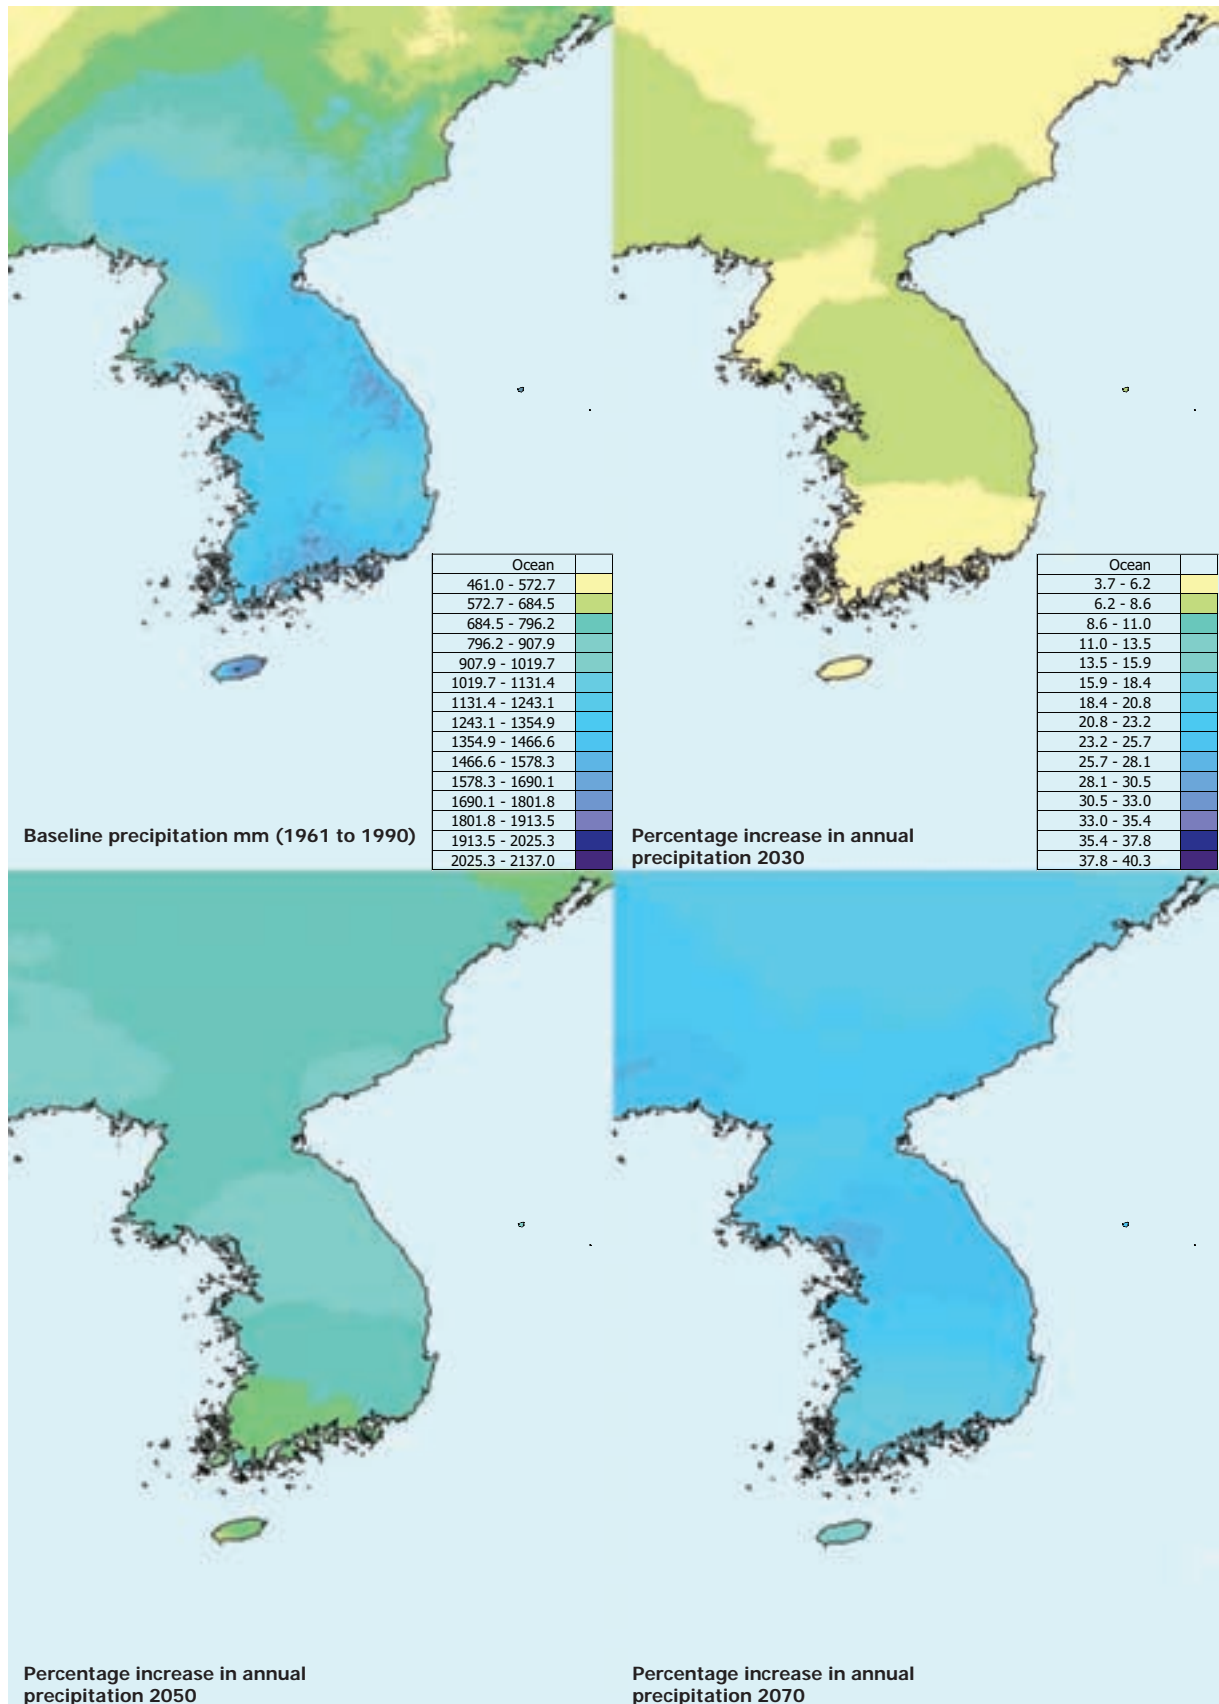 Ocean
461.0 - 572.7
572.7 - 684.5
684.5 - 796.2
796.2 - 907.9
907.9 - 1019.7
1019.7 - 1131.4
1131.4 - 1243.1
1243.1 - 1354.9
1354.9 - 1466.6
1466.6 - 1578.3
1578.3 - 1690.1
1690.1 - 1801.8
1801.8 - 1913.5
1913.5 - 2025.3
2025.3 - 2137.0
Baseline precipitation mm (1961 to 1990)
Ocean
3.7 - 6.2
6.2 - 8.6
8.6 - 11.0
11.0 - 13.5
13.5 - 15.9
15.9 - 18.4
18.4 - 20.8
20.8 - 23.2
23.2 - 25.7
25.7 - 28.1
28.1 - 30.5
30.5 - 33.0
33.0 - 35.4
35.4 - 37.8
37.8 - 40.3
Percentage increase in annual
precipitation 2030
Percentage increase in annual
precipitation 2050
Percentage increase in annual
precipitation 2070